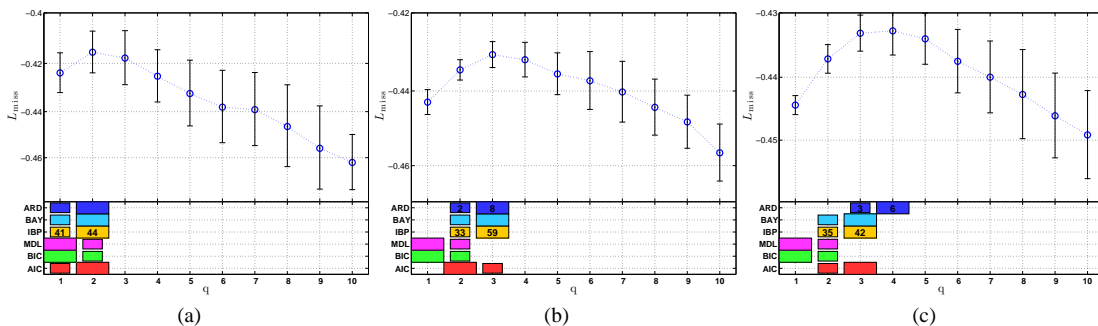 −0.4
−0.42
−0.44
−0.46
L_miss
ARD
BAY
IBP 41 44
MDL
BIC
AIC
1 2 3 4 5 6 7 8 9 10
q
(a)
−0.42
−0.44
−0.46
L_miss
ARD 2 8
BAY
IBP 33 59
MDL
BIC
AIC
1 2 3 4 5 6 7 8 9 10
q
(b)
−0.43
−0.44
−0.45
L_miss
ARD 3 6
BAY
IBP 35 42
MDL
BIC
AIC
1 2 3 4 5 6 7 8 9 10
q
(c)